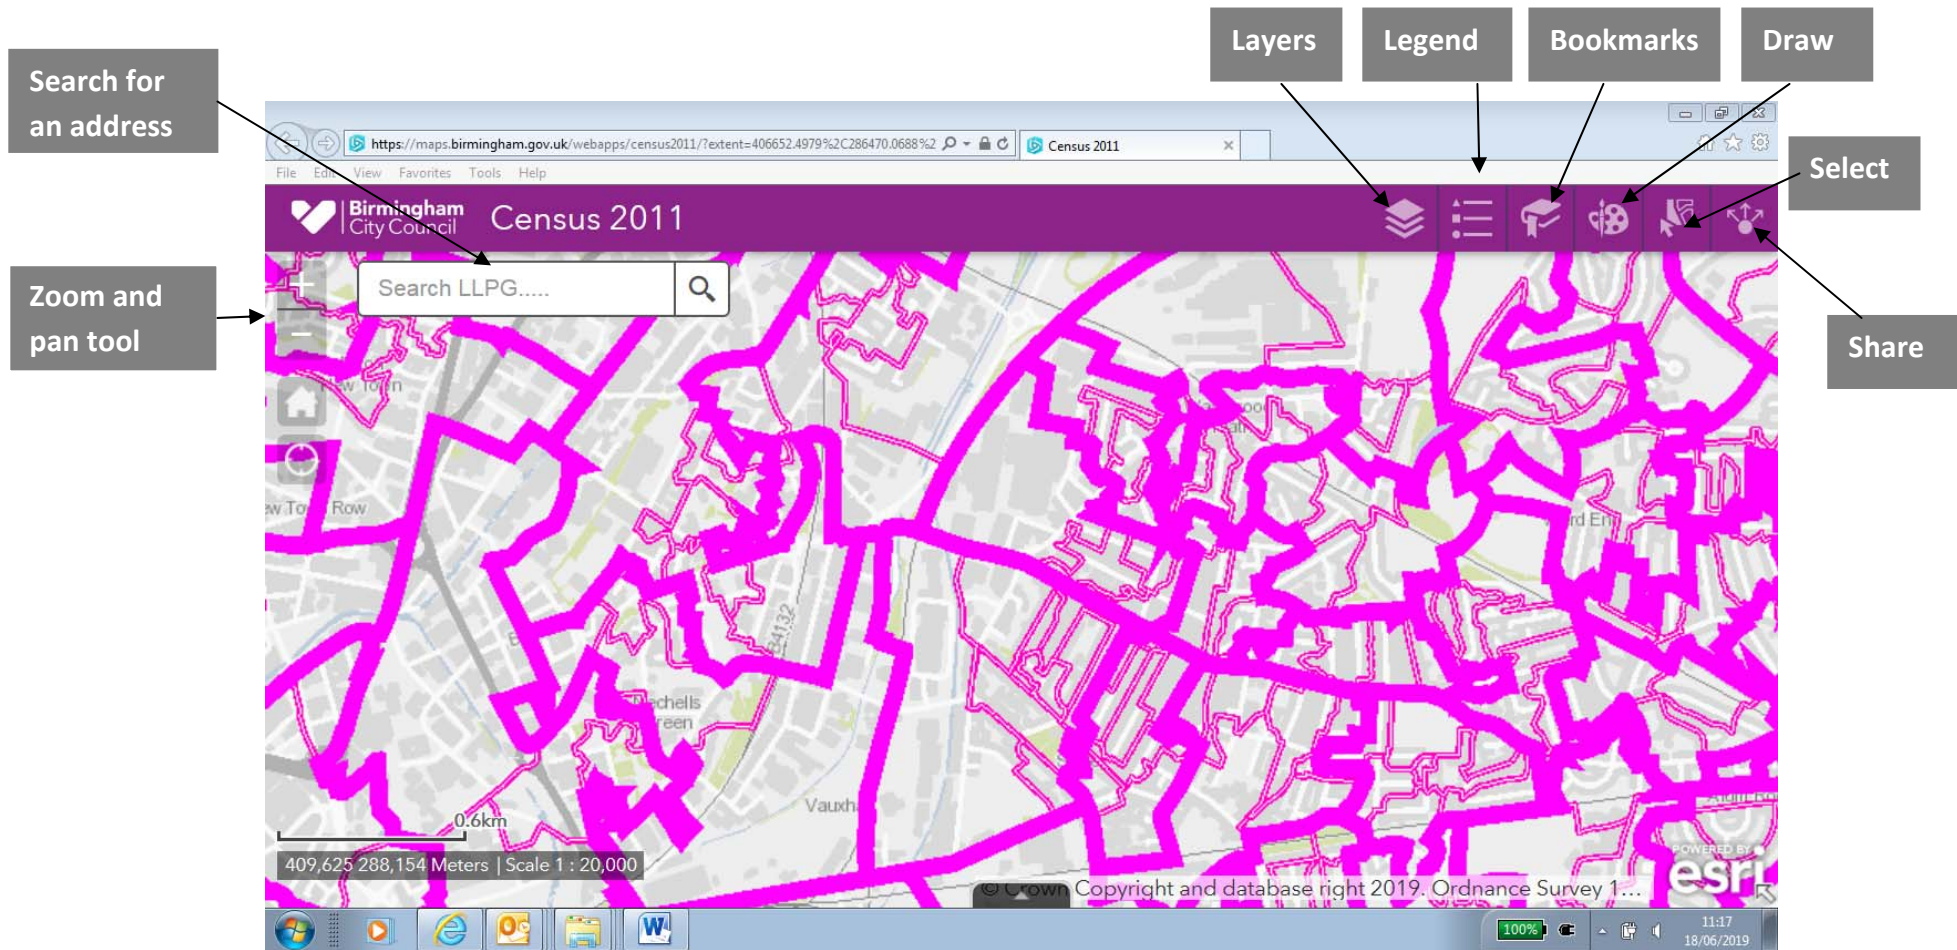 Layers
Legend
Bookmarks
Draw
Search for
an address
https://maps.birmingham.gov.uk/webapps/census2011/?extent=406652.4979%2C286470.0688%2
Census 2011
File Edit View Favorites Tools Help
Select
Birmingham
City Council
Census 2011
Search LLPG.....
Zoom and
pan tool
Share
New Town
Row
B4132
Vauxh
0.6km
409,625 288,154 Meters | Scale 1 : 20,000
POWERED BY
esri
© Crown Copyright and database right 2019. Ordnance Survey 1...
100%
11:17
18/06/2019